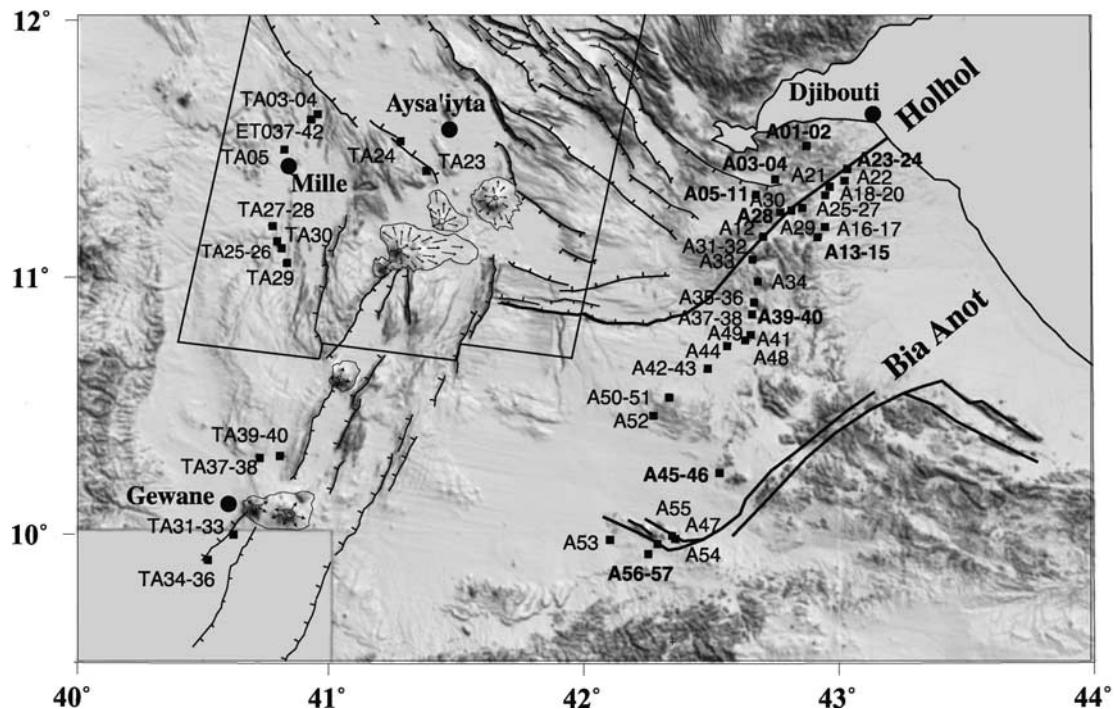 12°
Djibouti
Holhol
TA03-04
Aysa'iyta
A01-02
ET037-42
TA05
TA24
TA23
A03-04
A21
A23-24
A22
Mille
A05-11
A30
A18-20
A28
A25-27
TA27-28
A12
A29
A16-17
TA30
A31-32
A13-15
TA25-26
A33
TA29
11°
A34
A35-36
A37-38
A39-40
Bia Anot
A49
A41
A44
A48
A42-43
A50-51
A52
TA39-40
TA37-38
A45-46
Gewane
A55
A47
TA31-33
10°
A53
A54
TA34-36
A56-57
40°
41°
42°
43°
44°